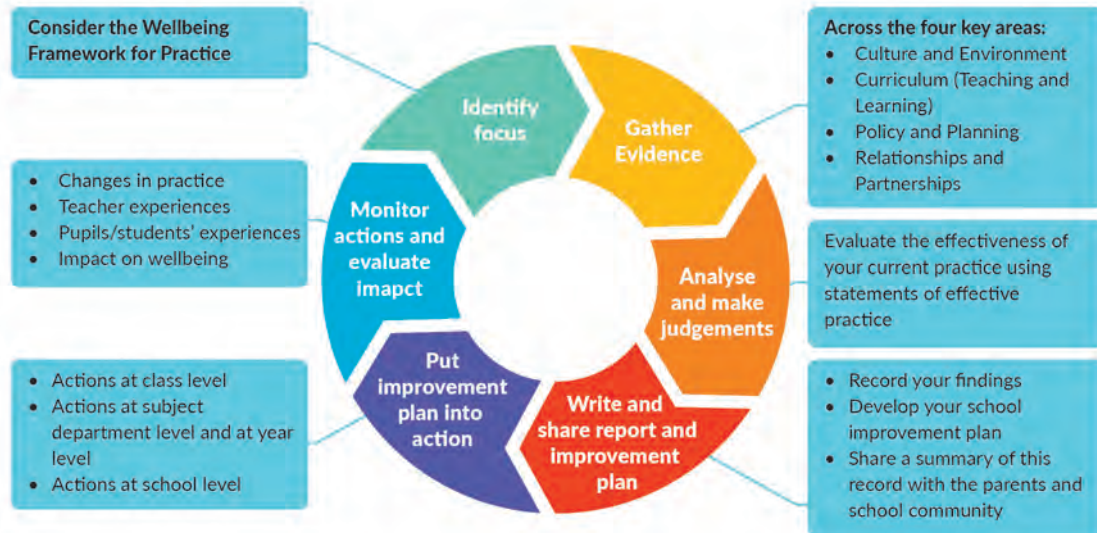 Consider the Wellbeing
Framework for Practice
Identify
focus
Gather
Evidence
Across the four key areas:
• Culture and Environment
• Curriculum (Teaching and
Learning)
• Policy and Planning
• Relationships and
Partnerships
• Changes in practice
• Teacher experiences
• Pupils/students' experiences
• Impact on wellbeing
Monitor
actions and
evaluate
imapct
Analyse
and make
judgements
Evaluate the effectiveness of
your current practice using
statements of effective
practice
• Actions at class level
• Actions at subject
department level and at year
level
• Actions at school level
Put
improvement
plan into
action
Write and
share report and
improvement
plan
• Record your findings
• Develop your school
improvement plan
• Share a summary of this
record with the parents and
school community